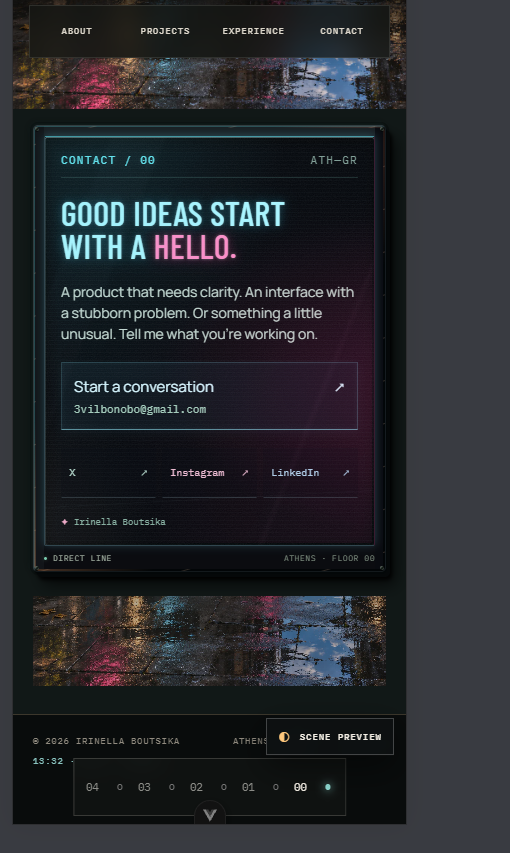 ABOUT PROJECTS EXPERIENCE CONTACT
CONTACT / 00 ATH—GR
GOOD IDEAS START
WITH A HELLO.
A product that needs clarity. An interface with
a stubborn problem. Or something a little
unusual. Tell me what you're working on.
Start a conversation ↗
3vilbonobo@gmail.com
X ↗ Instagram ↗ LinkedIn ↗
✦ Irinella Boutsika
DIRECT LINE ATHENS · FLOOR 00
© 2026 IRINELLA BOUTSIKA ATHENS
SCENE PREVIEW
13:32
04 03 02 01 00